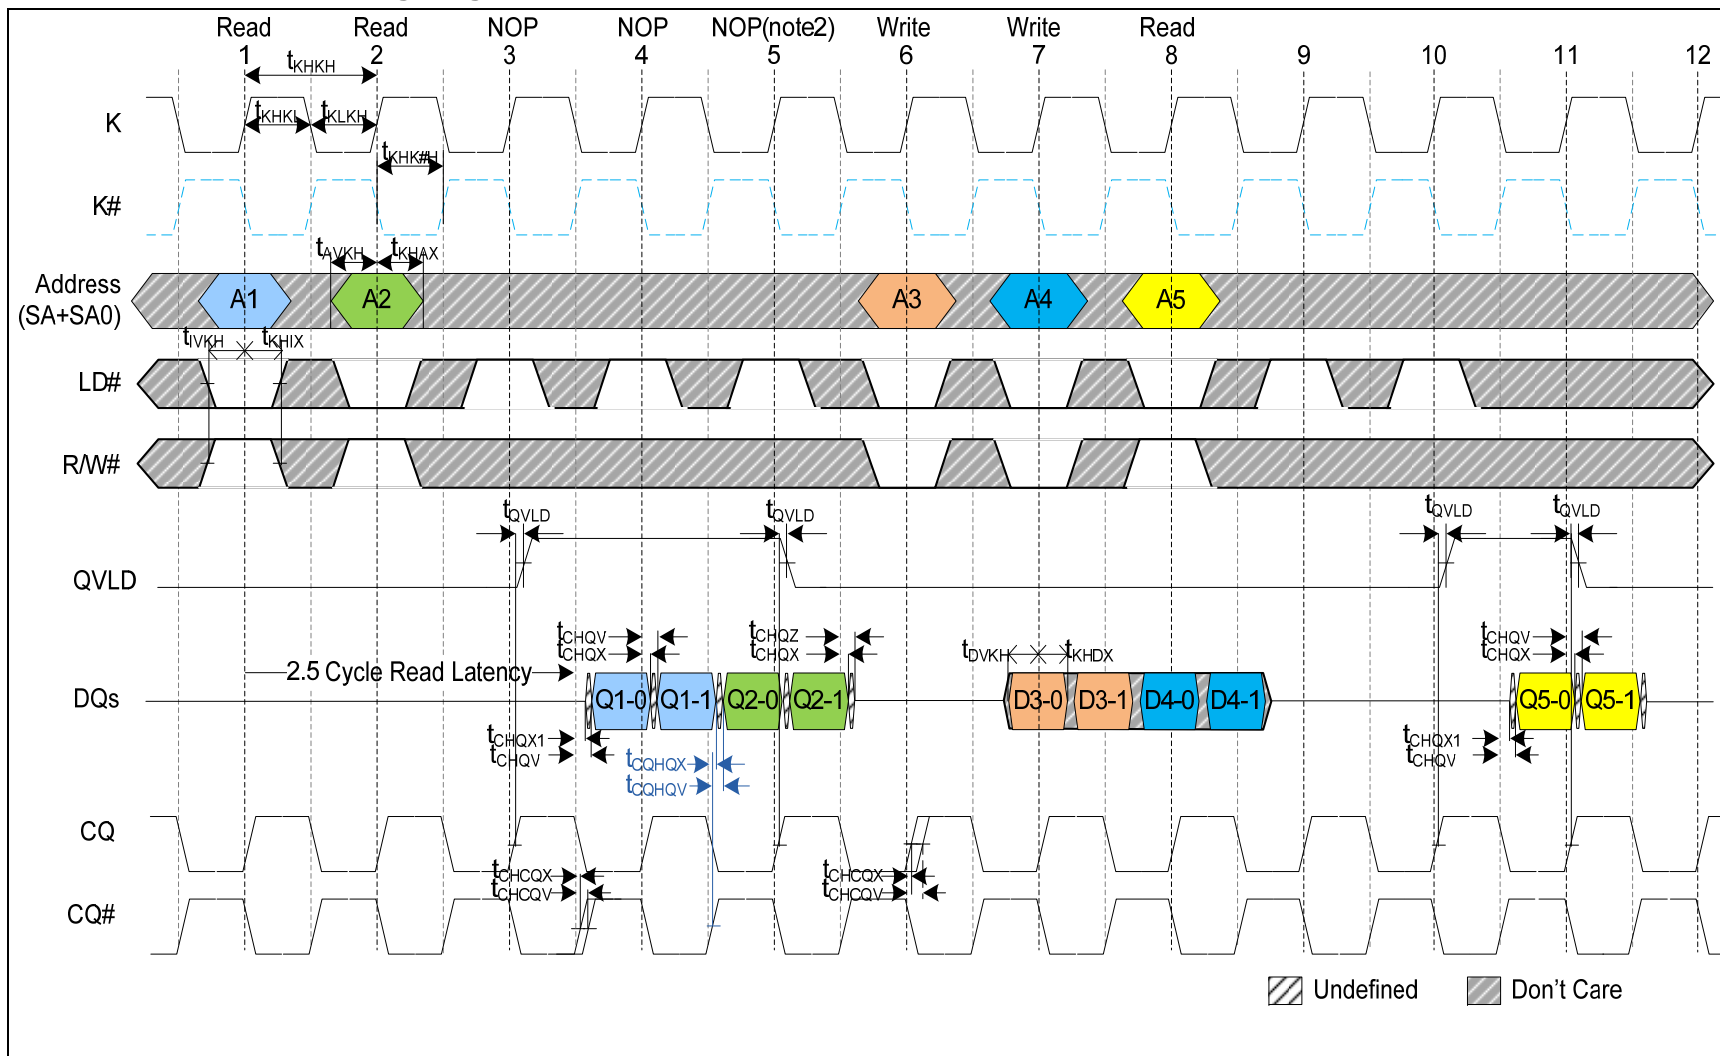 Read Read NOP NOP NOP(note2) Write Write Read
1 2 3 4 5 6 7 8 9 10 11 12
tKHKH
K
tKHKL tKLKH
tKHK#H
K#
tAVKH tKHAX
Address
(SA+SA0)
A1 A2 A3 A4 A5
tIVKH tKHIX
LD#
R/W#
tQVLD tQVLD tQVLD tQVLD
QVLD
tCHQV tCHQZ tCHQV
tCHQX tCHQX tDVKH tKHDX tCHQX
2.5 Cycle Read Latency
DQs
Q1-0 Q1-1 Q2-0 Q2-1 D3-0 D3-1 D4-0 D4-1 Q5-0 Q5-1
tCHQX1 tCHQX1
tCHQV tCHQV
tCQHQX
tCQHQV
CQ
tCHCQX tCHCQX
tCHCQV tCHCQV
CQ#
Undefined Don't Care